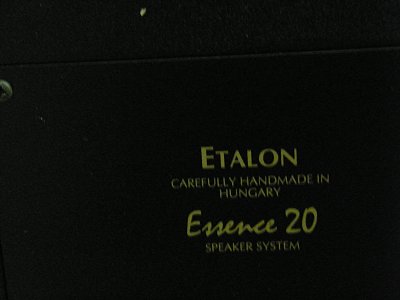 ETALON
CAREFULLY HANDMADE IN
HUNGARY
Essence 20
SPEAKER SYSTEM